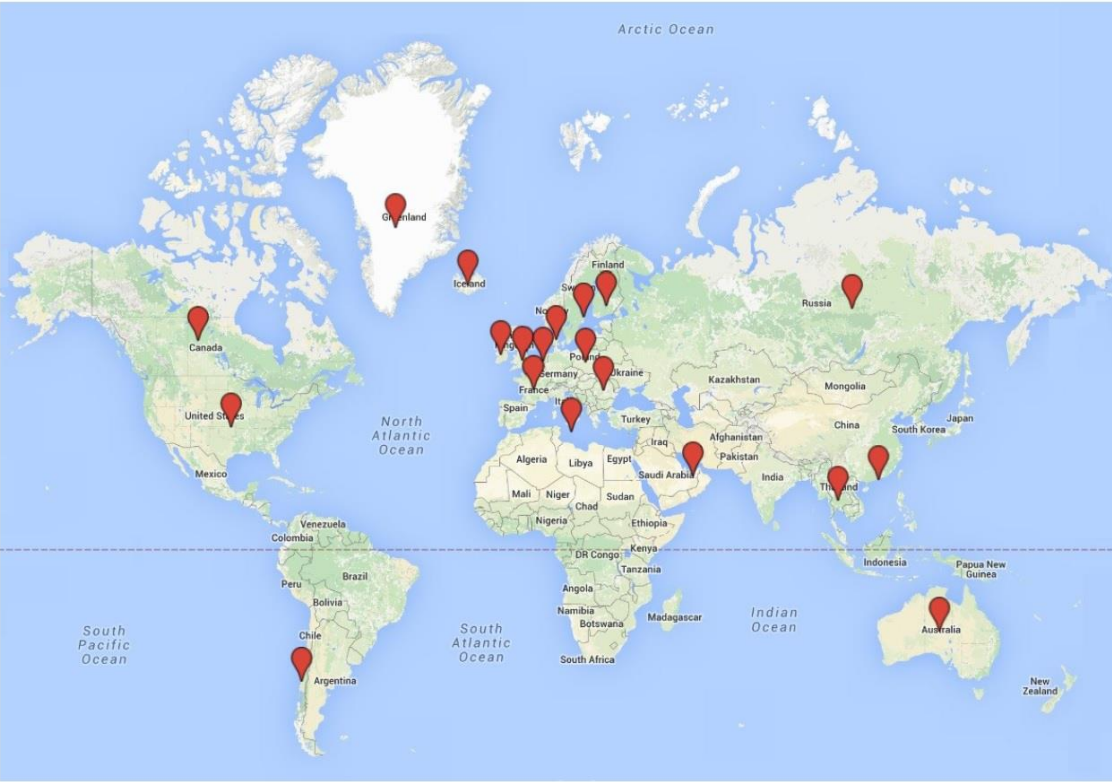 Arctic Ocean
Greenland
Iceland
Finland
Russia
Canada
Poland
Ukraine
Germany
France
Kazakhstan
Mongolia
United States
Spain
Turkey
Japan
China
South Korea
North
Atlantic
Ocean
Iraq
Afghanistan
Pakistan
Algeria
Libya
Egypt
Saudi Arabia
India
Thailand
Mexico
Mali
Niger
Chad
Sudan
Nigeria
Ethiopia
Venezuela
Colombia
DR Congo
Kenya
Tanzania
Indonesia
Papua New
Guinea
Peru
Brazil
Bolivia
Angola
Namibia
Botswana
Madagascar
Indian
Ocean
South
Pacific
Ocean
Chile
South
Atlantic
Ocean
Australia
South Africa
Argentina
New
Zealand